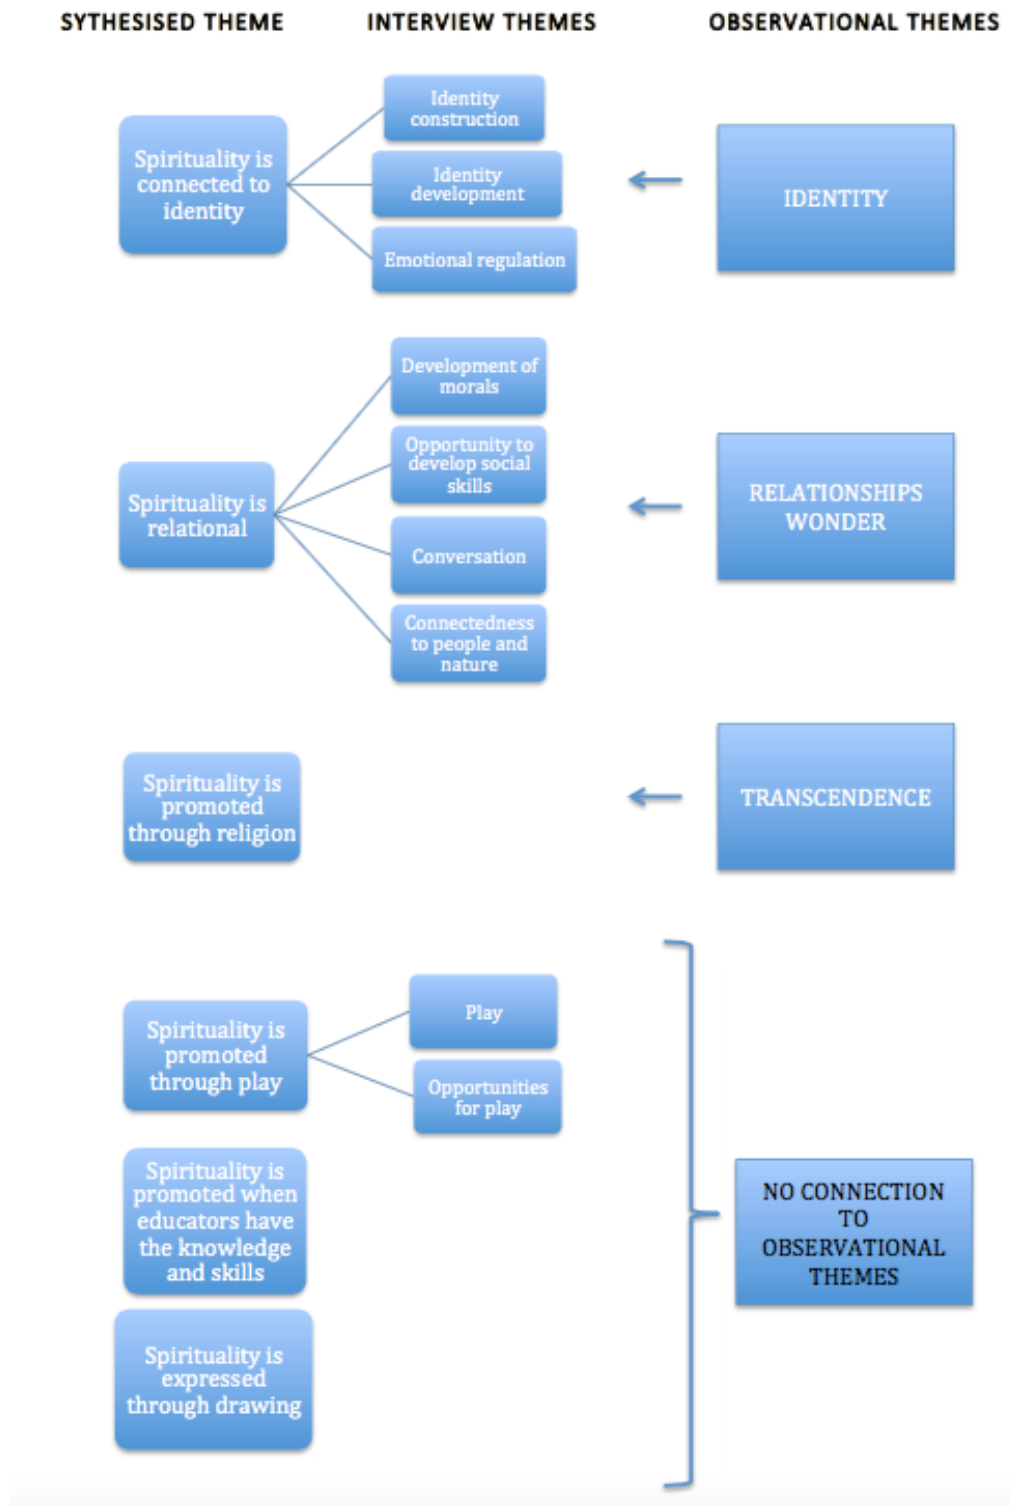 SYTHESISED THEME
INTERVIEW THEMES
OBSERVATIONAL THEMES
Spirituality is
connected to
identity
Identity
construction
Identity
development
Emotional regulation
IDENTITY
Spirituality is
relational
Development of
morals
Opportunity to
develop social
skills
Conversation
Connectedness
to people and
nature
RELATIONSHIPS
WONDER
Spirituality is
promoted
through religion
TRANSCENDENCE
Spirituality is
promoted
through play
Play
Opportunities
for play
Spirituality is
promoted when
educators have
the knowledge
and skills
Spirituality is
expressed
through drawing
NO CONNECTION
TO
OBSERVATIONAL
THEMES